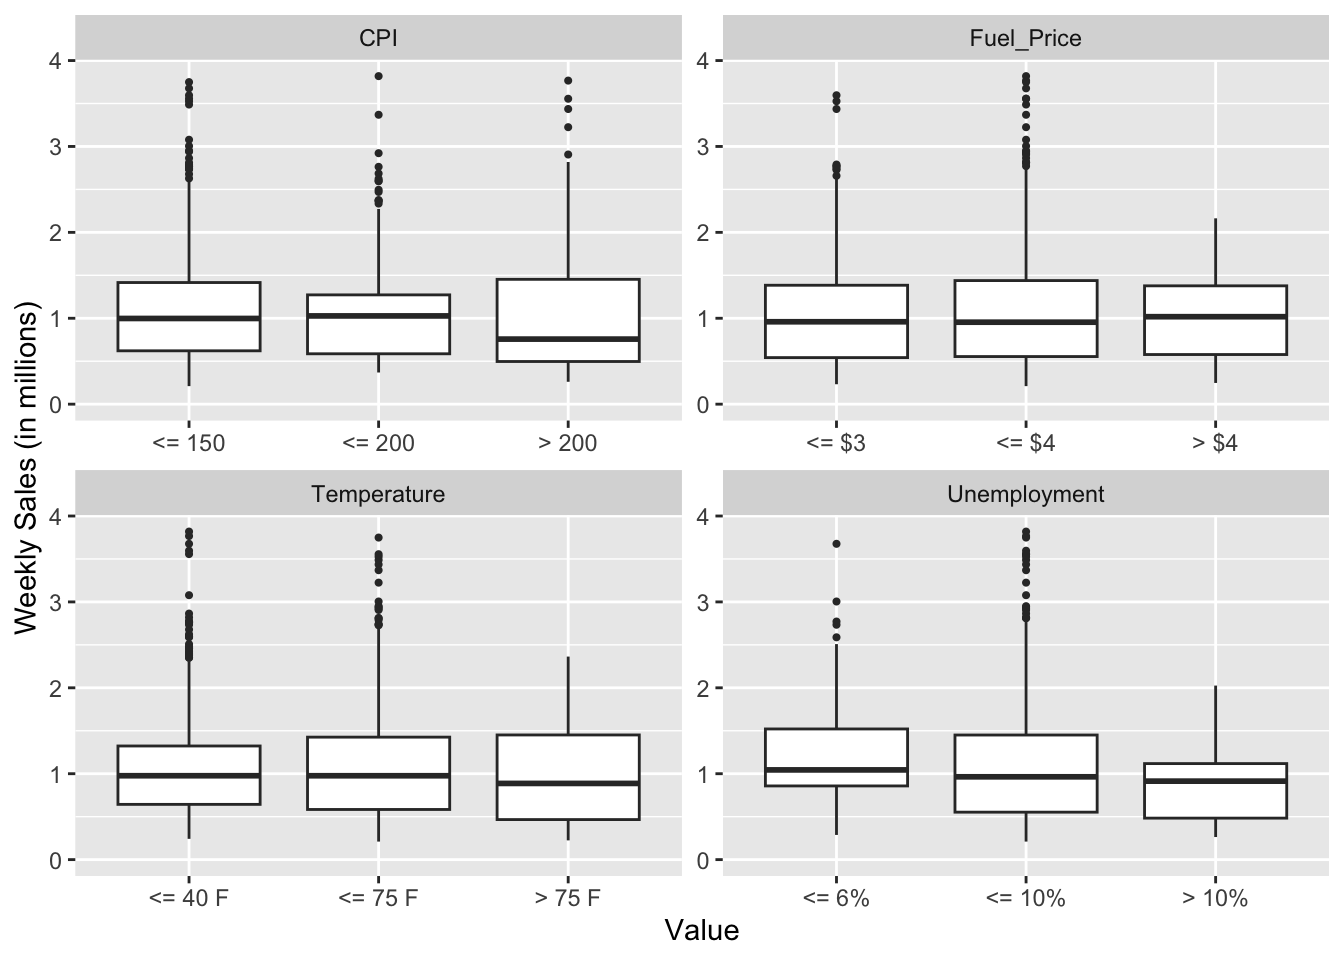 CPI
Fuel_Price
4
3
2
1
0
4
3
2
1
0
<= 150 <= 200 > 200
<= $3 <= $4 > $4
Weekly Sales (in millions)
Temperature
Unemployment
4
3
2
1
0
4
3
2
1
0
<= 40 F <= 75 F > 75 F
<= 6% <= 10% > 10%
Value